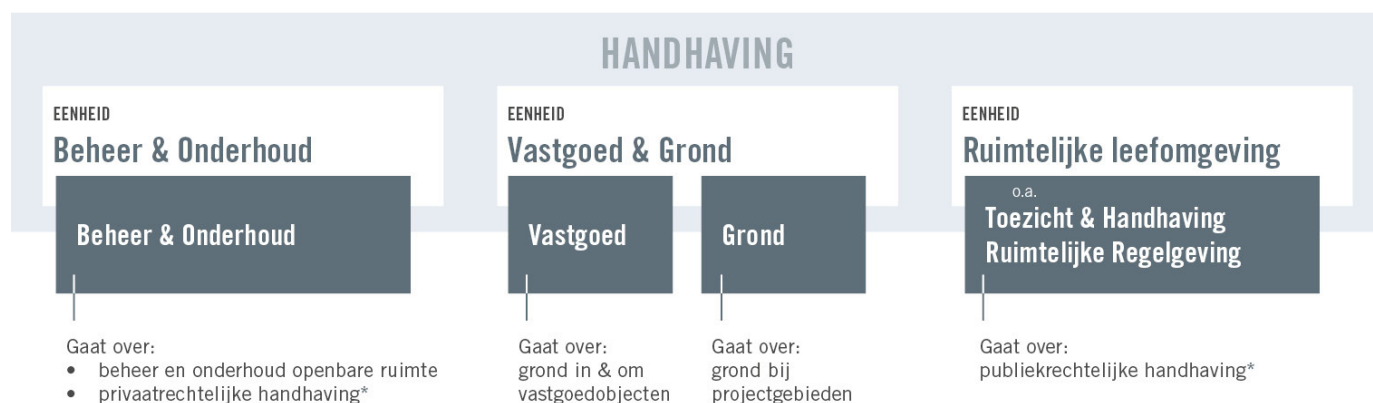 HANDHAVING
EENHEID
Beheer & Onderhoud
Beheer & Onderhoud
Gaat over:
• beheer en onderhoud openbare ruimte
• privaatrechtelijke handhaving*
EENHEID
Vastgoed & Grond
Vastgoed
Gaat over:
grond in & om
vastgoedobjecten
Grond
Gaat over:
grond bij
projectgebieden
EENHEID
Ruimtelijke leefomgeving
o.a.
Toezicht & Handhaving
Ruimtelijke Regelgeving
Gaat over:
publiekrechtelijke handhaving*